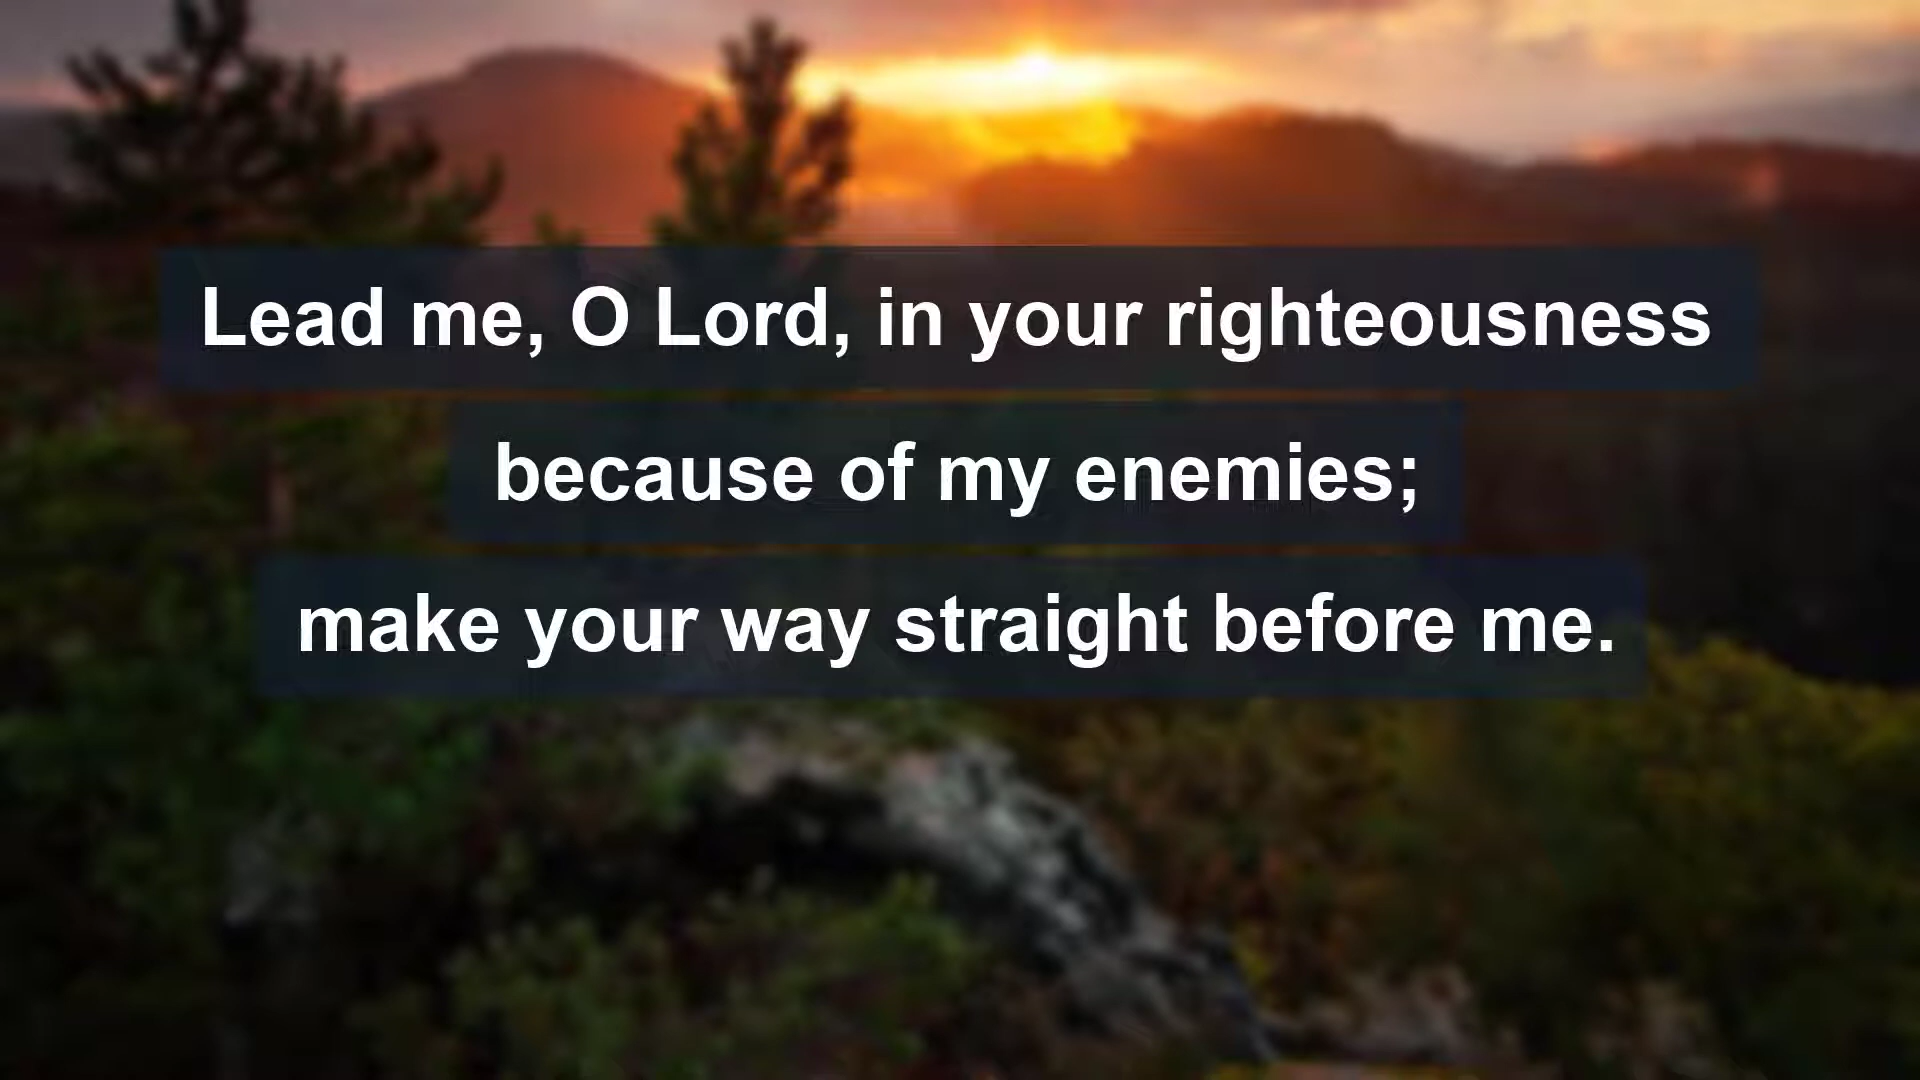 Lead me, O Lord, in your righteousness
because of my enemies;
make your way straight before me.